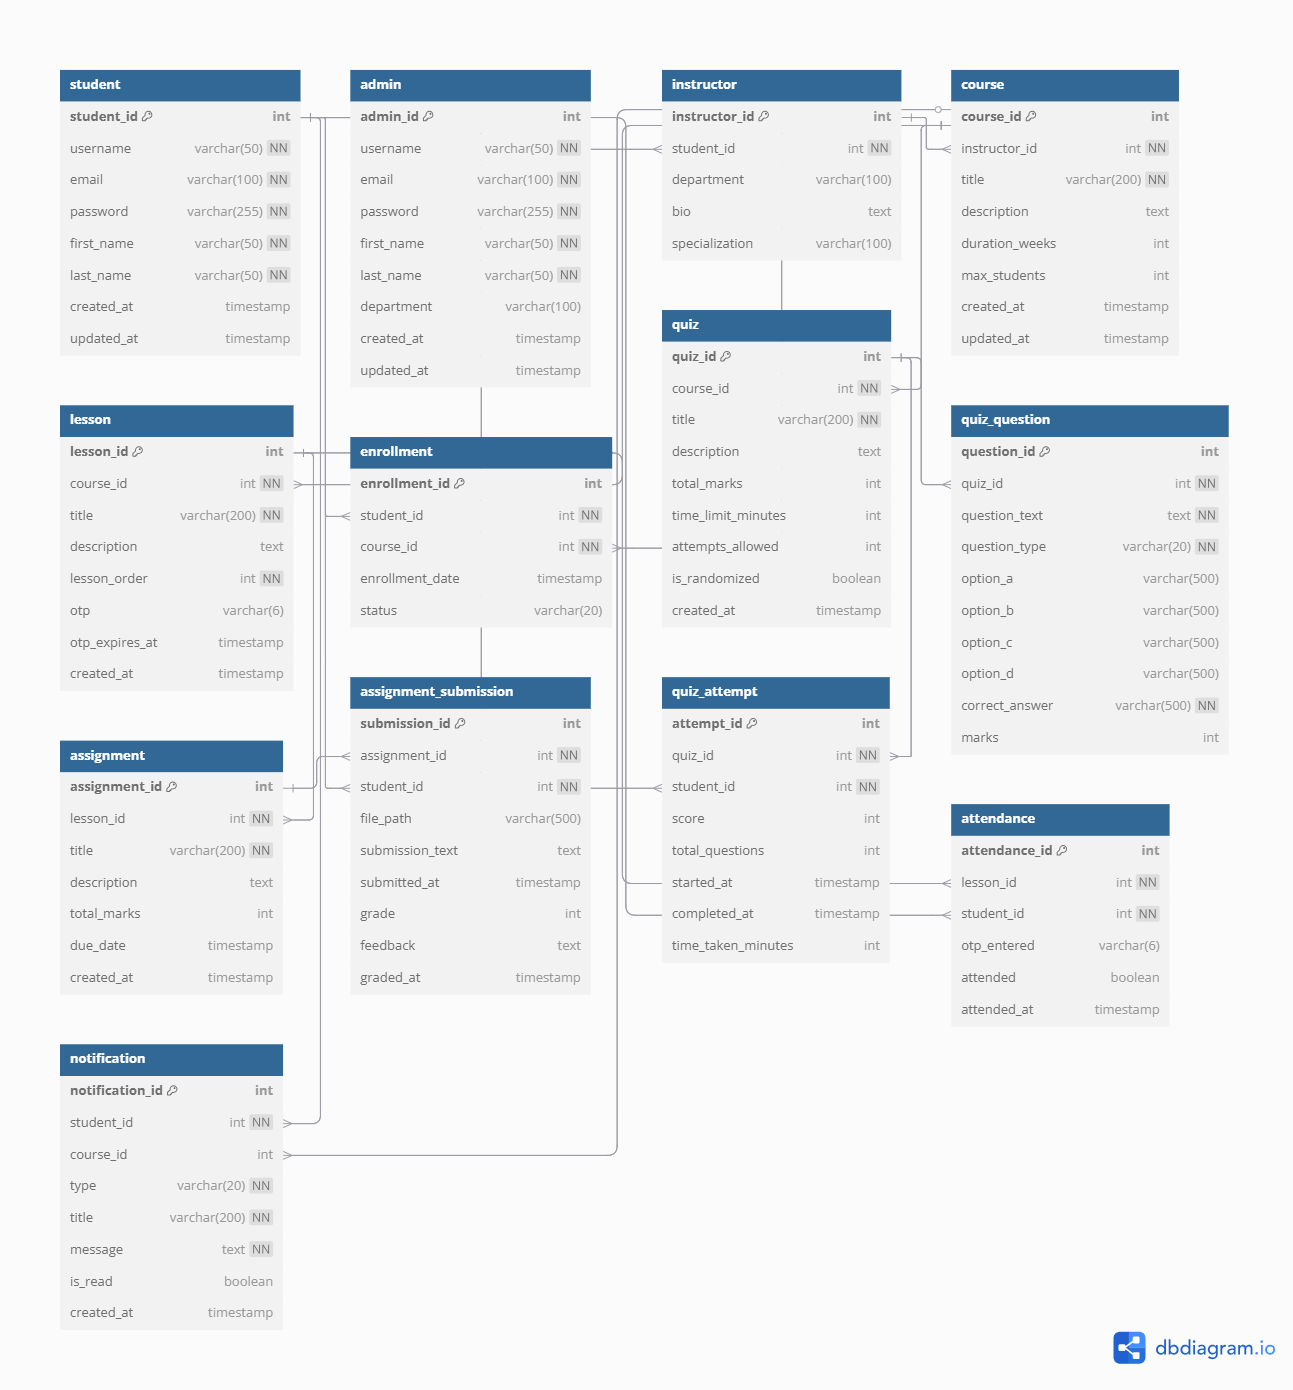 student
student_id int
username varchar(50) NN
email varchar(100) NN
password varchar(255) NN
first_name varchar(50) NN
last_name varchar(50) NN
created_at timestamp
updated_at timestamp
admin
admin_id int
username varchar(50) NN
email varchar(100) NN
password varchar(255) NN
first_name varchar(50) NN
last_name varchar(50) NN
department varchar(100)
created_at timestamp
updated_at timestamp
instructor
instructor_id int
student_id int NN
department varchar(100)
bio text
specialization varchar(100)
course
course_id int
instructor_id int NN
title varchar(200) NN
description text
duration_weeks int
max_students int
created_at timestamp
updated_at timestamp
lesson
lesson_id int
course_id int NN
title varchar(200) NN
description text
lesson_order int NN
otp varchar(6)
otp_expires_at timestamp
created_at timestamp
enrollment
enrollment_id int
student_id int NN
course_id int NN
enrollment_date timestamp
status varchar(20)
quiz
quiz_id int
course_id int NN
title varchar(200) NN
description text
total_marks int
time_limit_minutes int
attempts_allowed int
is_randomized boolean
created_at timestamp
quiz_question
question_id int
quiz_id int NN
question_text text NN
question_type varchar(20) NN
option_a varchar(500)
option_b varchar(500)
option_c varchar(500)
option_d varchar(500)
correct_answer varchar(500) NN
marks int
assignment
assignment_id int
lesson_id int NN
title varchar(200) NN
description text
total_marks int
due_date timestamp
created_at timestamp
assignment_submission
submission_id int
assignment_id int NN
student_id int NN
file_path varchar(500)
submission_text text
submitted_at timestamp
grade int
feedback text
graded_at timestamp
quiz_attempt
attempt_id int
quiz_id int NN
student_id int NN
score int
total_questions int
started_at timestamp
completed_at timestamp
time_taken_minutes int
attendance
attendance_id int
lesson_id int NN
student_id int NN
otp_entered varchar(6)
attended boolean
attended_at timestamp
notification
notification_id int
student_id int NN
course_id int
type varchar(20) NN
title varchar(200) NN
message text NN
is_read boolean
created_at timestamp
dbdiagram.io